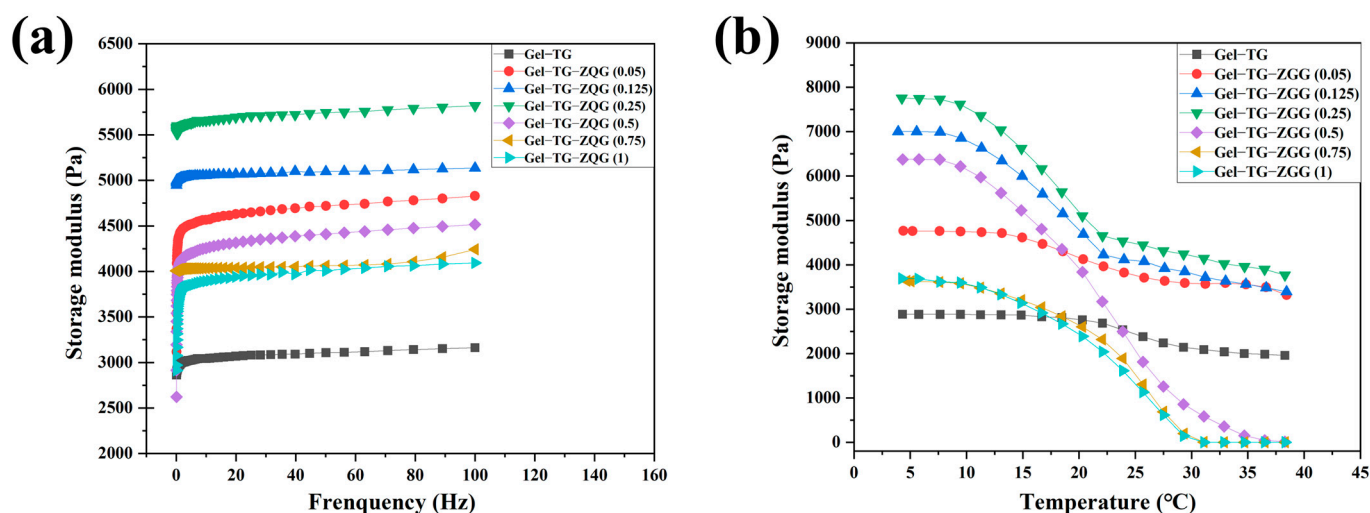 (a)
6500
6000
5500
5000
4500
4000
3500
3000
2500
2000
Storage modulus (Pa)
0 20 40 60 80 100 120 140 160
Frenquency (Hz)
Gel−TG
Gel−TG−ZQG (0.05)
Gel−TG−ZQG (0.125)
Gel−TG−ZQG (0.25)
Gel−TG−ZQG (0.5)
Gel−TG−ZQG (0.75)
Gel−TG−ZQG (1)
(b)
9000
8000
7000
6000
5000
4000
3000
2000
1000
0
Storage modulus (Pa)
0 5 10 15 20 25 30 35 40 45
Temperature (℃)
Gel−TG
Gel−TG−ZGG (0.05)
Gel−TG−ZGG (0.125)
Gel−TG−ZGG (0.25)
Gel−TG−ZGG (0.5)
Gel−TG−ZGG (0.75)
Gel−TG−ZGG (1)